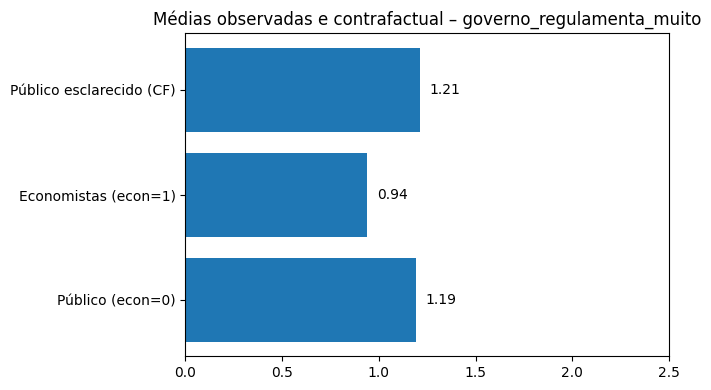 Médias observadas e contrafactual – governo_regulamenta_muito
Público esclarecido (CF)
1.21
Economistas (econ=1)
0.94
Público (econ=0)
1.19
0.0
0.5
1.0
1.5
2.0
2.5